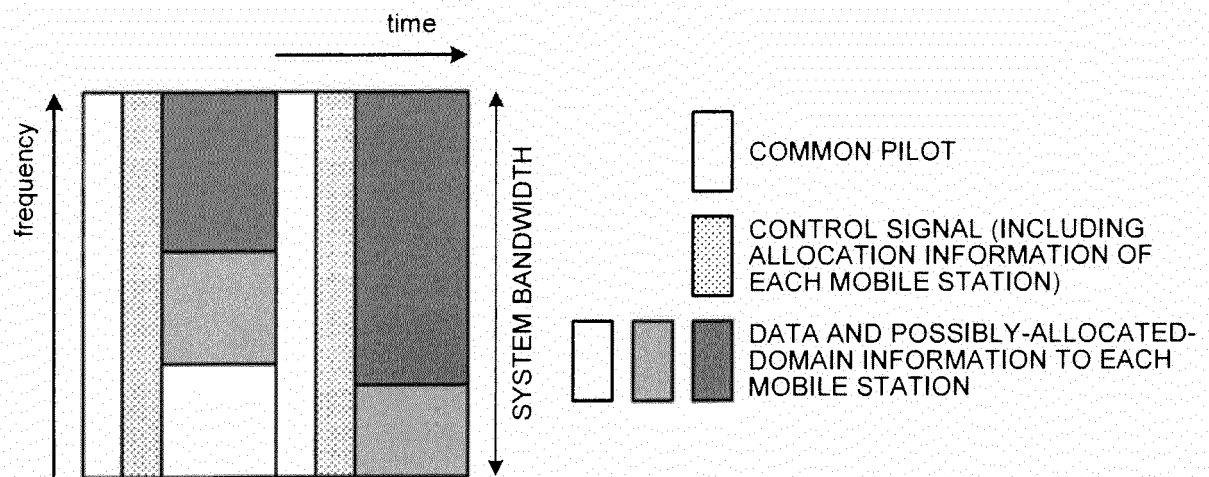 time
frequency
SYSTEM BANDWIDTH
COMMON PILOT
CONTROL SIGNAL (INCLUDING
ALLOCATION INFORMATION OF
EACH MOBILE STATION)
DATA AND POSSIBLY-ALLOCATED-
DOMAIN INFORMATION TO EACH
MOBILE STATION